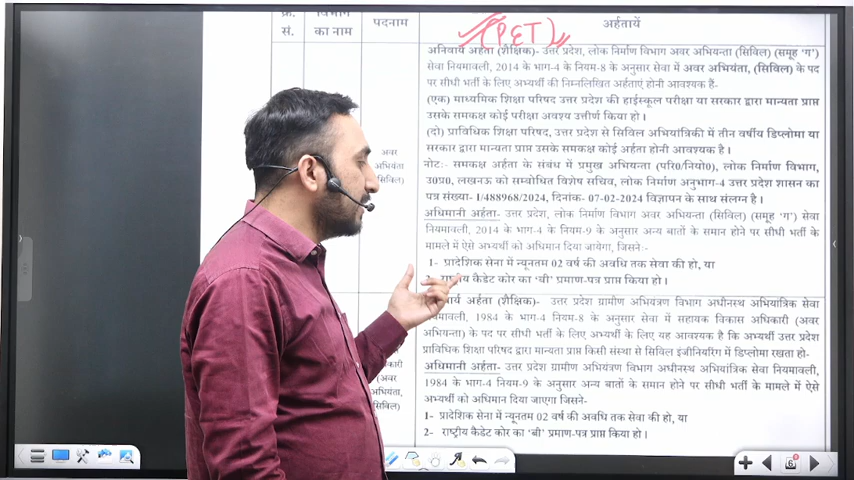 क्र. विभाग
सं. का नाम पदनाम अर्हतायें
(PET)
अनिवार्य अर्हता (शैक्षिक)- उत्तर प्रदेश, लोक निर्माण विभाग अवर अभियन्ता (सिविल) (समूह 'ग')
सेवा नियमावली, 2014 के भाग-4 के नियम-8 के अनुसार सेवा में अवर अभियंता, (सिविल) के पद
पर सीधी भर्ती के लिए अभ्यर्थी की निम्नलिखित अर्हताएं होनी आवश्यक हैं-
(एक) माध्यमिक शिक्षा परिषद उत्तर प्रदेश की हाईस्कूल परीक्षा या सरकार द्वारा मान्यता प्राप्त
उसके समकक्ष कोई परीक्षा अवश्य उत्तीर्ण किया हो।
(दो) प्राविधिक शिक्षा परिषद, उत्तर प्रदेश से सिविल अभियांत्रिकी में तीन वर्षीय डिप्लोमा या
सरकार द्वारा मान्यता प्राप्त उसके समकक्ष कोई अर्हता होनी आवश्यक है।
नोट:- समकक्ष अर्हता के संबंध में प्रमुख अभियन्ता (परि0/नियो0), लोक निर्माण विभाग,
उ0प्र0, लखनऊ को सम्बोधित विशेष सचिव, लोक निर्माण अनुभाग-4 उत्तर प्रदेश शासन का
पत्र संख्या- I/488968/2024, दिनांक- 07-02-2024 विज्ञापन के साथ संलग्न है।
अधिमानी अर्हता- उत्तर प्रदेश, लोक निर्माण विभाग अवर अभियन्ता (सिविल) (समूह 'ग') सेवा
नियमावली, 2014 के भाग-4 के नियम-9 के अनुसार अन्य बातों के समान होने पर सीधी भर्ती के
मामले में ऐसे अभ्यर्थी को अधिमान दिया जायेगा, जिसने:-
1- प्रादेशिक सेना में न्यूनतम 02 वर्ष की अवधि तक सेवा की हो, या
कैडेट कोर का 'बी' प्रमाण-पत्र प्राप्त किया हो।
अवर
अभियंता
(सिविल)
अर्हता (शैक्षिक)- उत्तर प्रदेश ग्रामीण अभियंत्रण विभाग अधीनस्थ अभियांत्रिक सेवा
1984 के भाग-4 नियम-8 के अनुसार सेवा में सहायक विकास अधिकारी (अवर
अभियन्ता) के पद पर सीधी भर्ती के लिए अभ्यर्थी के लिए यह आवश्यक है कि अभ्यर्थी उत्तर प्रदेश
प्राविधिक शिक्षा परिषद द्वारा मान्यता प्राप्त किसी संस्था से सिविल इंजीनियरिंग में डिप्लोमा रखता हो-
अधिमानी अर्हता- उत्तर प्रदेश ग्रामीण अभियंत्रण विभाग अधीनस्थ अभियांत्रिक सेवा नियमावली,
1984 के भाग-4 नियम-9 के अनुसार अन्य बातों के समान होने पर सीधी भर्ती के मामले में ऐसे
अभ्यर्थी को अधिमान दिया जाएगा जिसने-
1- प्रादेशिक सेना में न्यूनतम 02 वर्ष की अवधि तक सेवा की हो, या
2- राष्ट्रीय कैडेट कोर का 'बी' प्रमाण-पत्र प्राप्त किया हो।
(अवर
अभियंता,
सिविल)
6